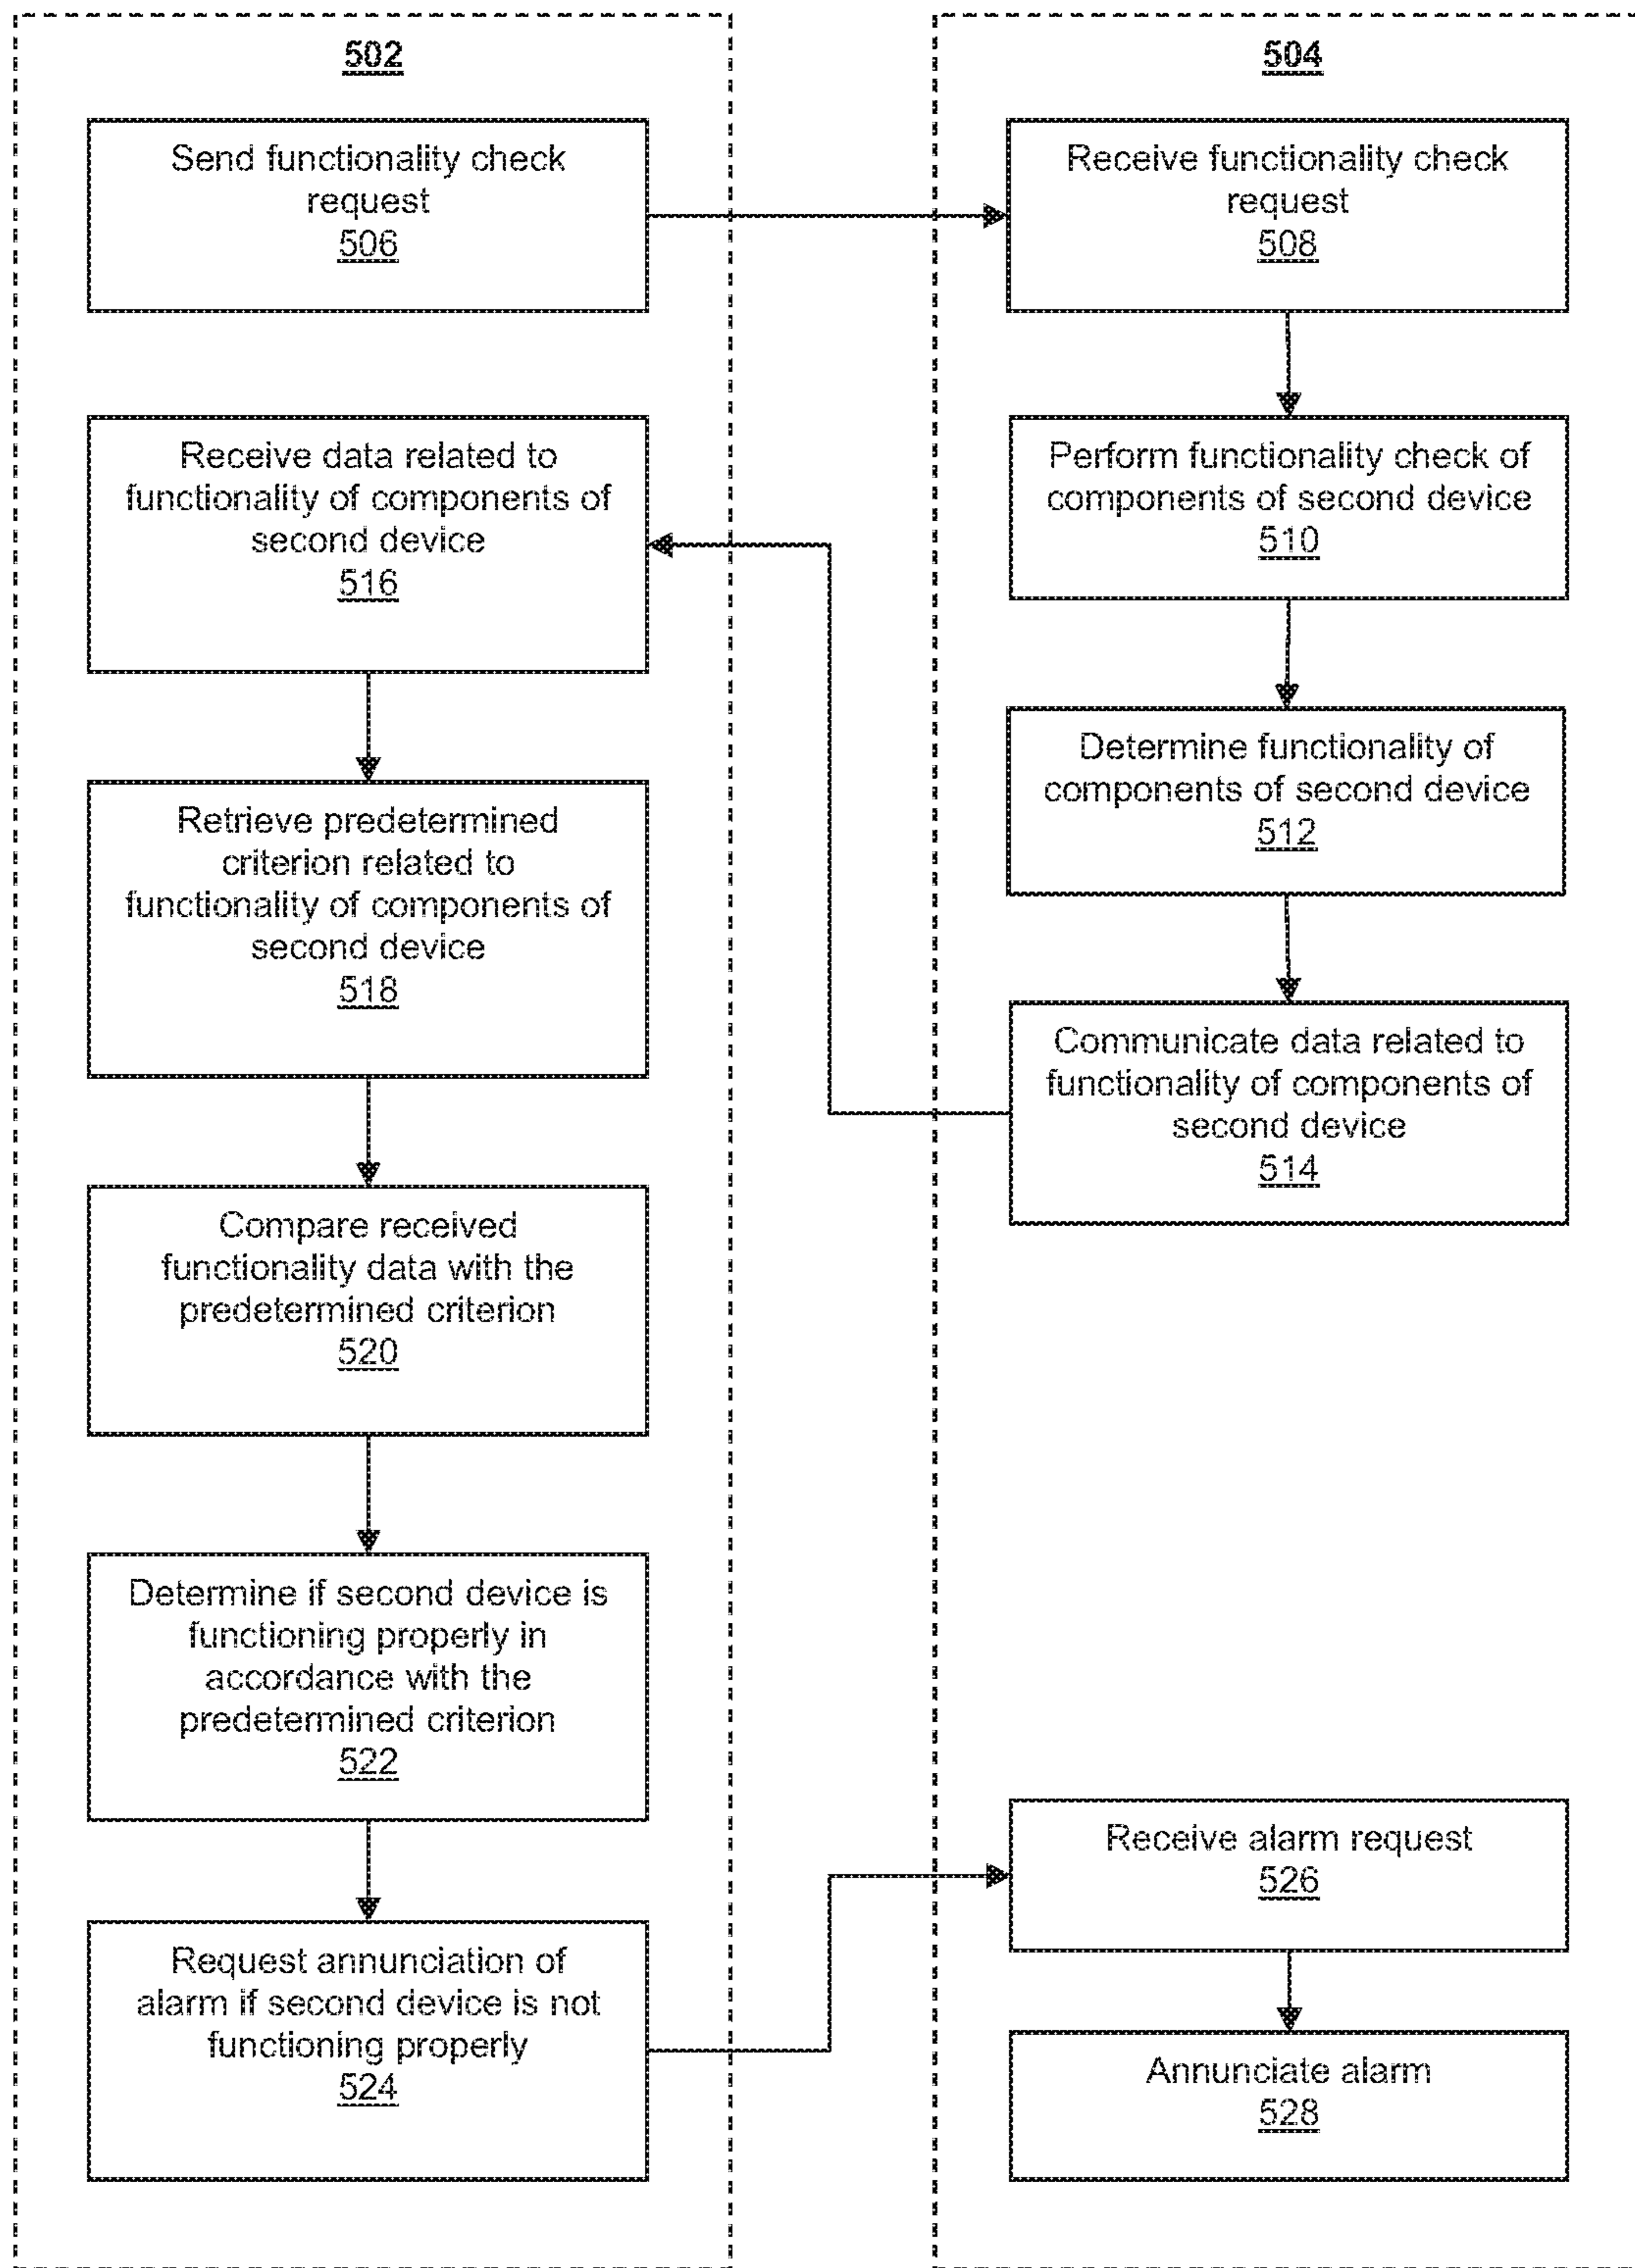 502
Send functionality check
request
506
Receive data related to
functionality of components of
second device
516
Retrieve predetermined
criterion related to
functionality of components of
second device
518
Compare received
functionality data with the
predetermined criterion
520
Determine if second device is
functioning properly in
accordance with the
predetermined criterion
522
Request annunciation of
alarm if second device is not
functioning properly
524
504
Receive functionality check
request
508
Perform functionality check of
components of second device
510
Determine functionality of
components of second device
512
Communicate data related to
functionality of components of
second device
514
Receive alarm request
526
Annunciate alarm
528